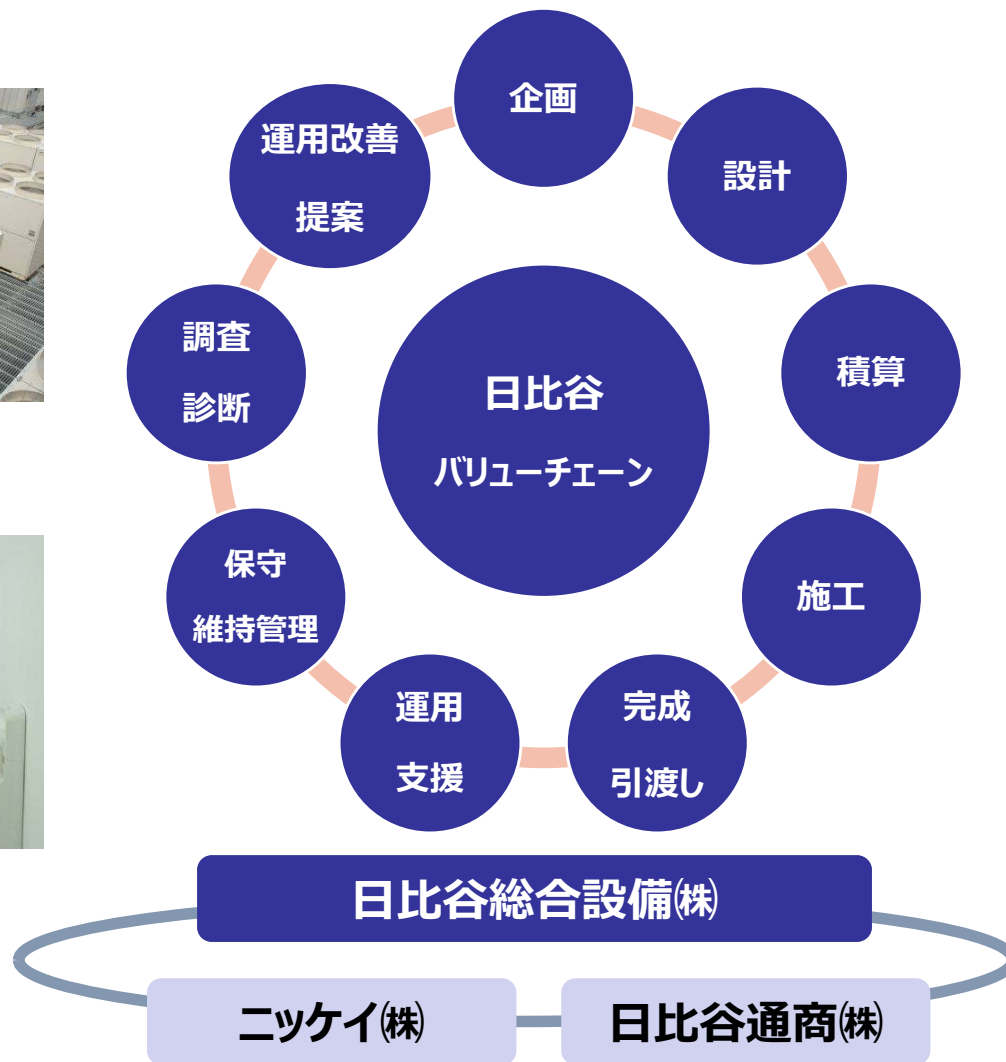 企画
設計
積算
施工
完成
引渡し
運用
支援
保守
維持管理
調査
診断
運用改善
提案
日比谷
バリューチェーン
日比谷総合設備㈱
ニッケイ㈱
日比谷通商㈱